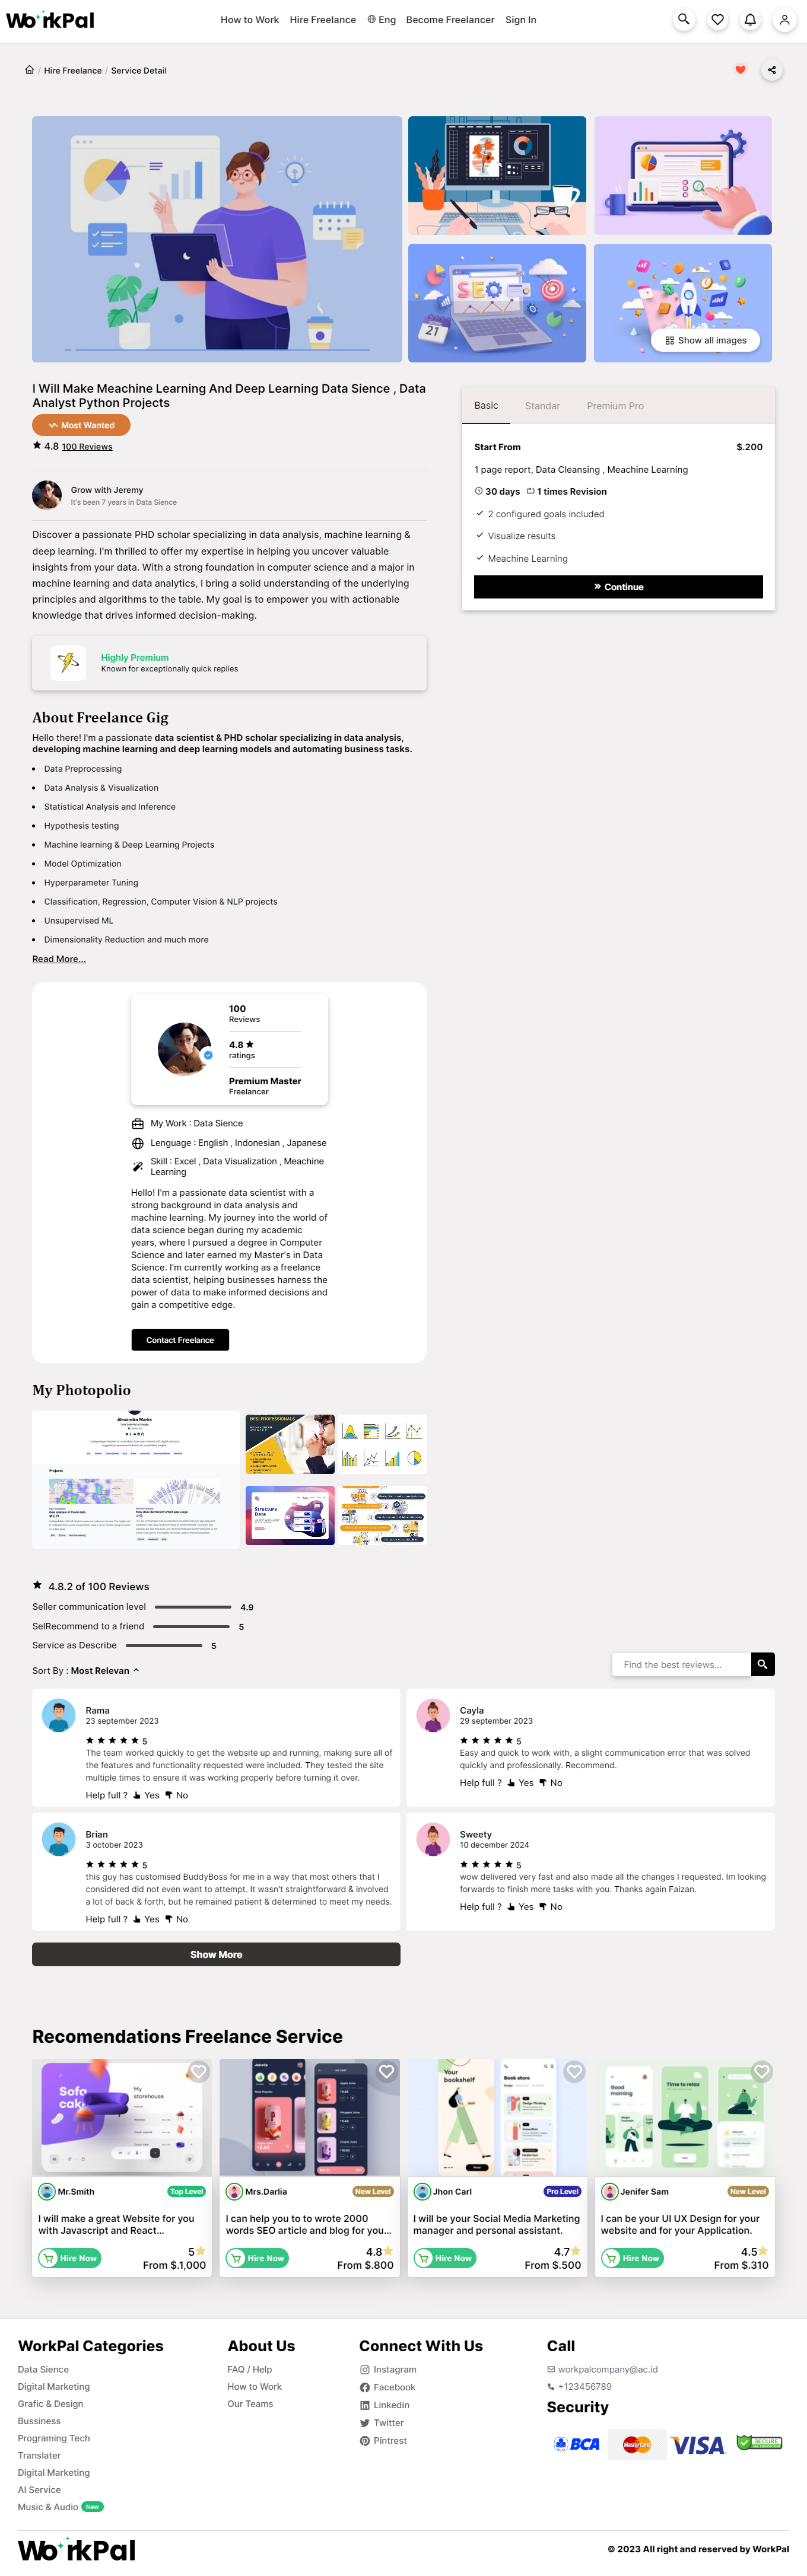 WorkPal
How to Work
Hire Freelance
Eng
Become Freelancer
Sign In
/ Hire Freelance / Service Detail
21
SEO
Show all images
I Will Make Meachine Learning And Deep Learning Data Sience , Data
Analyst Python Projects
Most Wanted
4.8 100 Reviews
Grow with Jeremy
It's been 7 years in Data Sience
Discover a passionate PHD scholar specializing in data analysis, machine learning &
deep learning. I'm thrilled to offer my expertise in helping you uncover valuable
insights from your data. With a strong foundation in computer science and a major in
machine learning and data analytics, I bring a solid understanding of the underlying
principles and algorithms to the table. My goal is to empower you with actionable
knowledge that drives informed decision-making.
Highly Premium
Known for exceptionally quick replies
Basic
Standar
Premium Pro
Start From
$.200
1 page report, Data Cleansing , Meachine Learning
30 days
1 times Revision
2 configured goals included
Visualize results
Meachine Learning
Continue
About Freelance Gig
Hello there! I'm a passionate data scientist & PHD scholar specializing in data analysis,
developing machine learning and deep learning models and automating business tasks.
Data Preprocessing
Data Analysis & Visualization
Statistical Analysis and Inference
Hypothesis testing
Machine learning & Deep Learning Projects
Model Optimization
Hyperparameter Tuning
Classification, Regression, Computer Vision & NLP projects
Unsupervised ML
Dimensionality Reduction and much more
Read More...
100
Reviews
4.8
ratings
Premium Master
Freelancer
My Work : Data Sience
Lenguage : English , Indonesian , Japanese
Skill : Excel , Data Visualization , Meachine
Learning
Hello! I'm a passionate data scientist with a
strong background in data analysis and
machine learning. My journey into the world of
data science began during my academic
years, where I pursued a degree in Computer
Science and later earned my Master's in Data
Science. I'm currently working as a freelance
data scientist, helping businesses harness the
power of data to make informed decisions and
gain a competitive edge.
Contact Freelance
My Photopolio
Alexandra Marks
Projects
Structure
Data
4.8.2 of 100 Reviews
Seller communication level 4.9
SelRecommend to a friend 5
Service as Describe 5
Sort By : Most Relevan
Find the best reviews...
Rama
23 september 2023
5
The team worked quickly to get the website up and running, making sure all of
the features and functionality requested were included. They tested the site
multiple times to ensure it was working properly before turning it over.
Help full ? Yes No
Cayla
29 september 2023
5
Easy and quick to work with, a slight communication error that was solved
quickly and professionally. Recommend.
Help full ? Yes No
Brian
3 october 2023
5
this guy has customised BuddyBoss for me in a way that most others that I
considered did not even want to attempt. It wasn't straightforward & involved
a lot of back & forth, but he remained patient & determined to meet my needs.
Help full ? Yes No
Sweety
10 december 2024
5
wow delivered very fast and also made all the changes I requested. Im looking
forwards to finish more tasks with you. Thanks again Faizan.
Help full ? Yes No
Show More
Recomendations Freelance Service
My
storehouse
Your
bookshelf
Book store
Good
morning
Time to relax
Mr.Smith
Top Level
I will make a great Website for you
with Javascript and React...
Hire Now
5
From $.1,000
Mrs.Darlia
New Level
I can help you to to wrote 2000
words SEO article and blog for you...
Hire Now
4.8
From $.800
Jhon Carl
Pro Level
I will be your Social Media Marketing
manager and personal assistant.
Hire Now
4.7
From $.500
Jenifer Sam
New Level
I can be your UI UX Design for your
website and for your Application.
Hire Now
4.5
From $.310
WorkPal Categories
Data Sience
Digital Marketing
Grafic & Design
Bussiness
Programing Tech
Translater
Digital Marketing
AI Service
Music & Audio New
About Us
FAQ / Help
How to Work
Our Teams
Connect With Us
Instagram
Facebook
Linkedin
Twitter
Pintrest
Call
workpalcompany@ac.id
+123456789
Security
BCA
MasterCard
VISA
SECURE
WorkPal
© 2023 All right and reserved by WorkPal